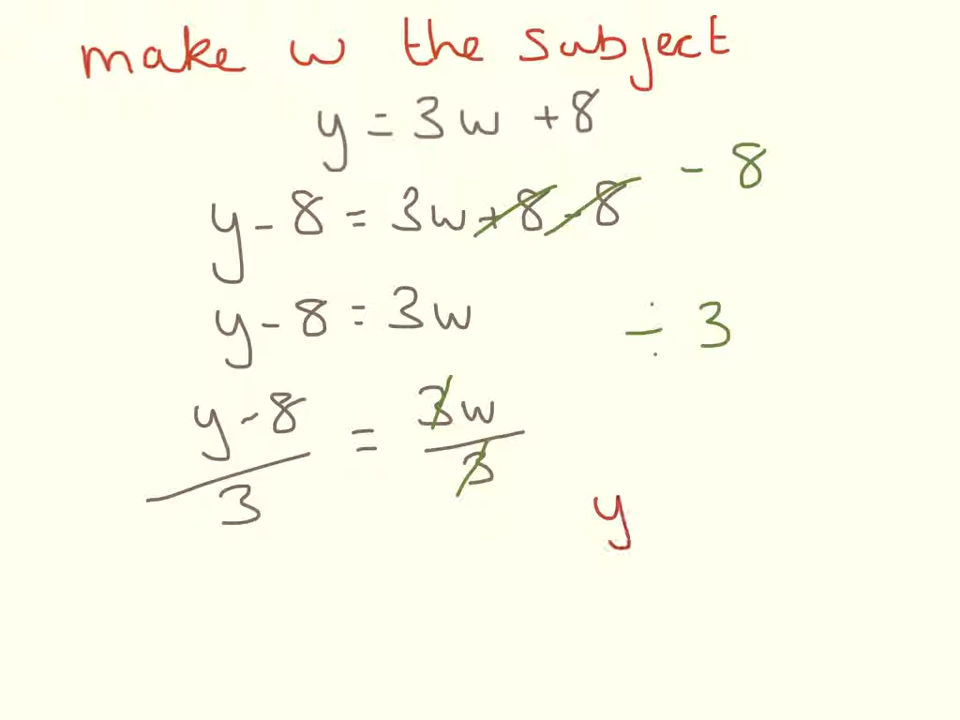 make w the subject
y = 3w + 8
- 8
y - 8 = 3w + 8 - 8
y - 8 = 3w ÷ 3
y - 8 / 3 = 3w / 3
y